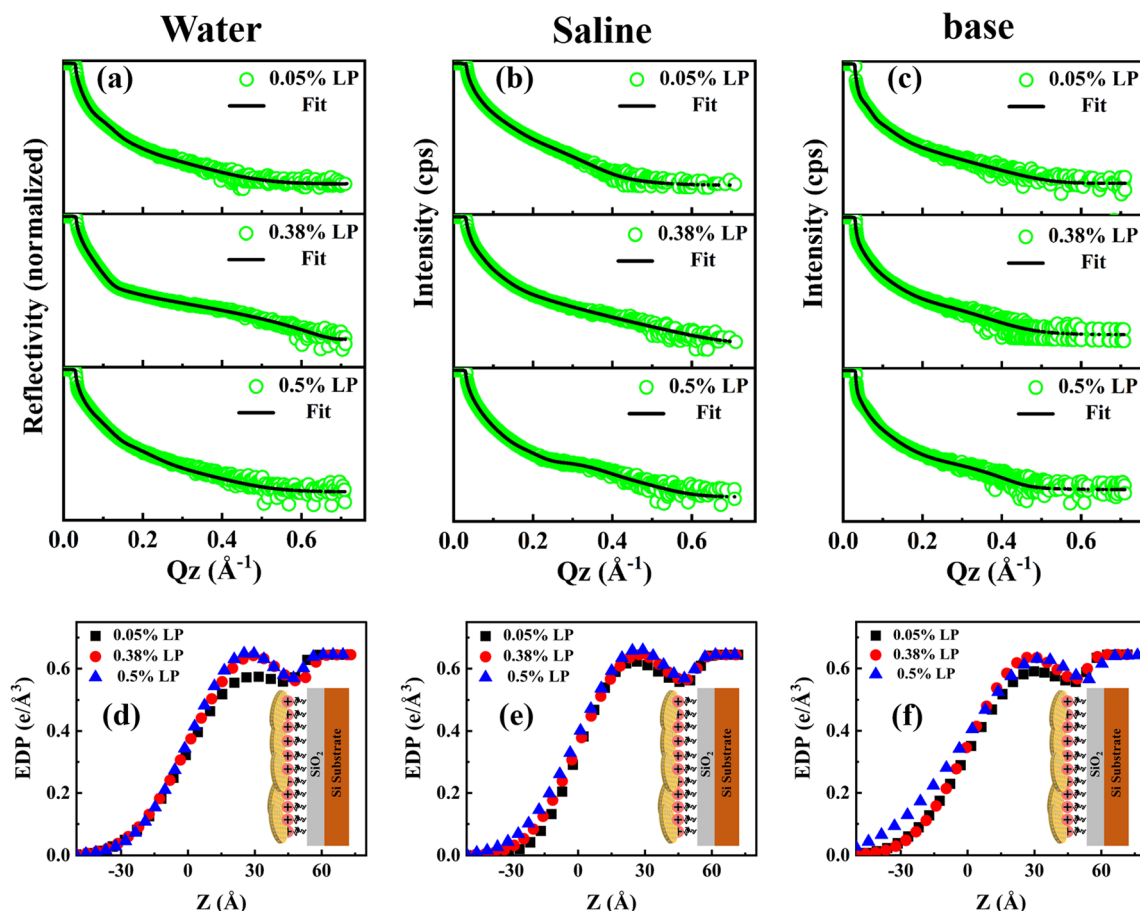 Water
Saline
base
(a)
0.05% LP
Fit
0.38% LP
Fit
0.5% LP
Fit
Reflectivity (normalized)
0.0 0.2 0.4 0.6
Qz (Å-1)
(b)
0.05% LP
Fit
0.38% LP
Fit
0.5% LP
Fit
Intensity (cps)
0.0 0.2 0.4 0.6
Qz (Å-1)
(c)
0.05% LP
Fit
0.38% LP
Fit
0.5% LP
Fit
Intensity (cps)
0.0 0.2 0.4 0.6
Qz (Å-1)
0.05% LP
0.38% LP
0.5% LP
(d)
EDP (e/Å3)
0.6
0.4
0.2
0.0
-30 0 30 60
Z (Å)
SiO2
Si Substrate
0.05% LP
0.38% LP
0.5% LP
(e)
EDP (e/Å3)
0.6
0.4
0.2
0.0
-30 0 30 60
Z (Å)
SiO2
Si Substrate
0.05% LP
0.38% LP
0.5% LP
(f)
EDP (e/Å3)
0.6
0.4
0.2
0.0
-30 0 30 60
Z (Å)
SiO2
Si Substrate